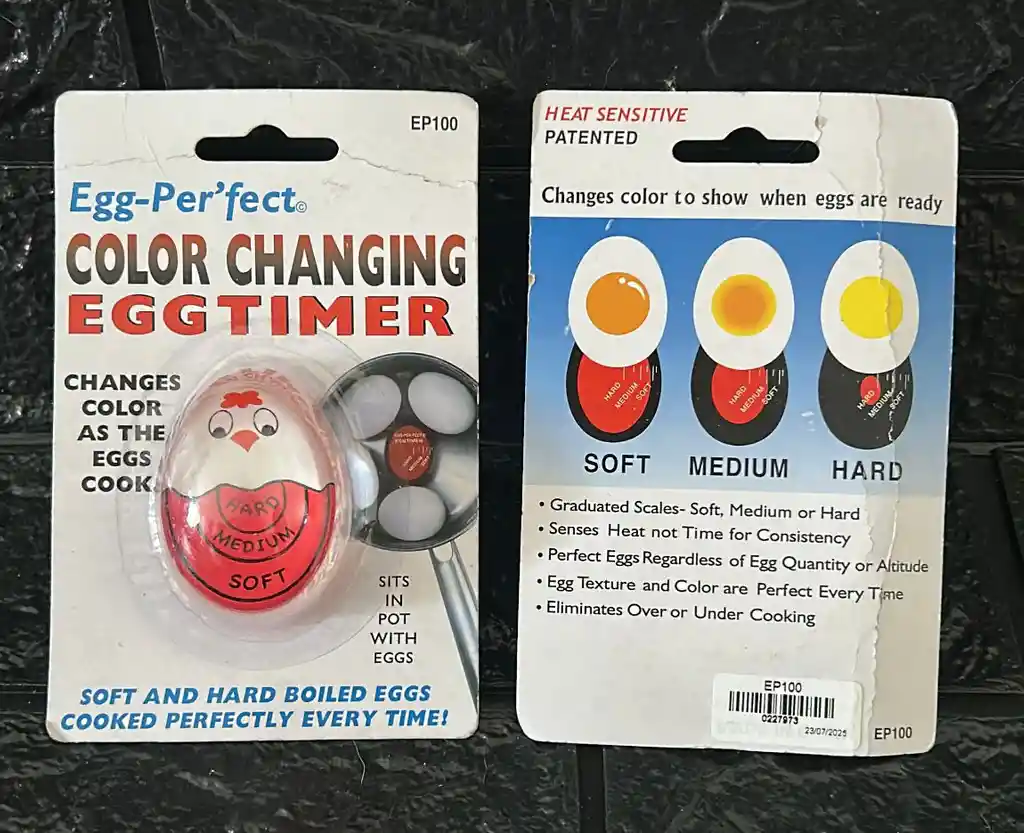 EP100
Egg-Per'fect©
COLOR CHANGING
EGGTIMER
CHANGES
COLOR
AS THE
EGGS
COOK
HARD
MEDIUM
SOFT
HARD
MEDIUM
SOFT
SITS
IN
POT
WITH
EGGS
SOFT AND HARD BOILED EGGS
COOKED PERFECTLY EVERY TIME!
HEAT SENSITIVE
PATENTED
Changes color to show when eggs are ready
HARD
MEDIUM
SOFT
HARD
MEDIUM
SOFT
HARD
MEDIUM
SOFT
SOFT MEDIUM HARD
• Graduated Scales- Soft, Medium or Hard
• Senses Heat not Time for Consistency
• Perfect Eggs Regardless of Egg Quantity or Altitude
• Egg Texture and Color are Perfect Every Time
• Eliminates Over or Under Cooking
EP100
0227973
23/07/2025
EP100